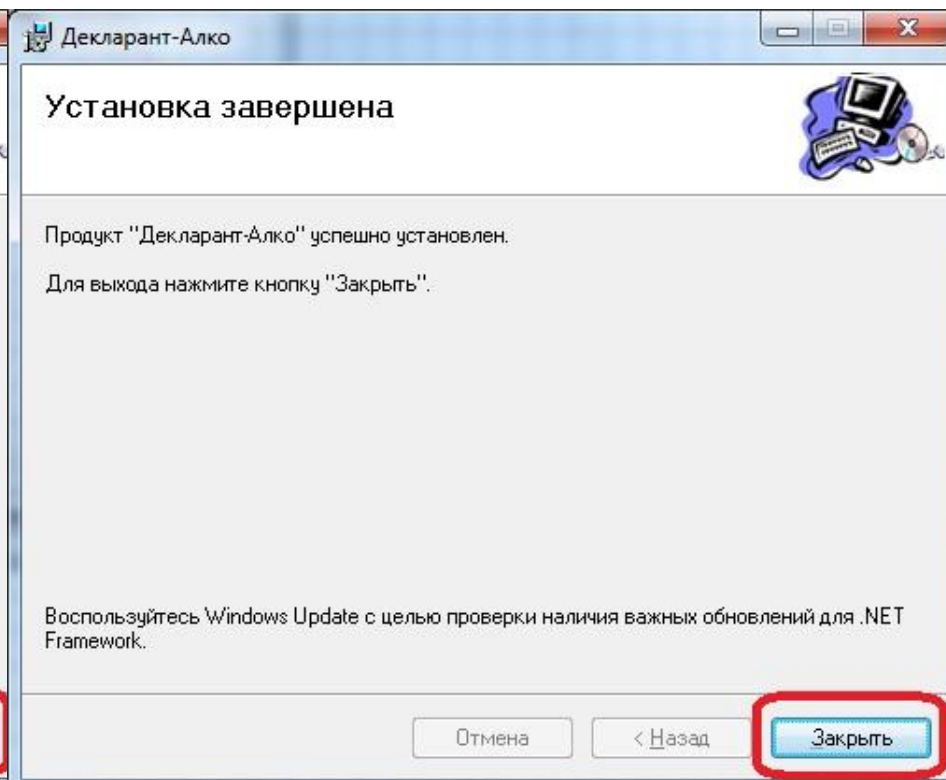 Декларант-Алко
Установка завершена
Продукт "Декларант-Алко" успешно установлен.
Для выхода нажмите кнопку "Закрыть".
Воспользуйтесь Windows Update с целью проверки наличия важных обновлений для .NET
Framework.
Отмена
< Назад
Закрыть